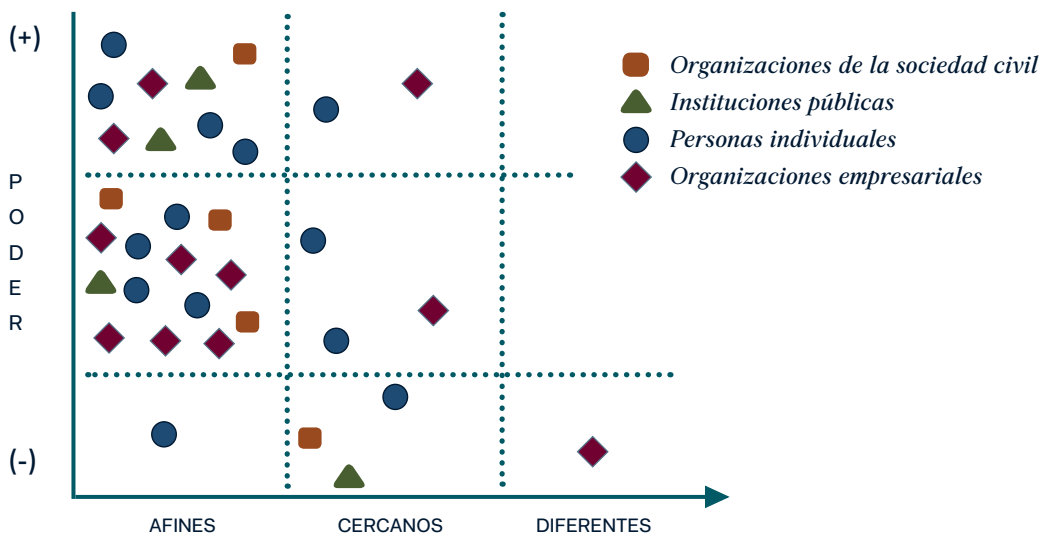 (+)
Organizaciones de la sociedad civil
Instituciones públicas
Personas individuales
Organizaciones empresariales
P
O
D
E
R
(-)
AFINES
CERCANOS
DIFERENTES